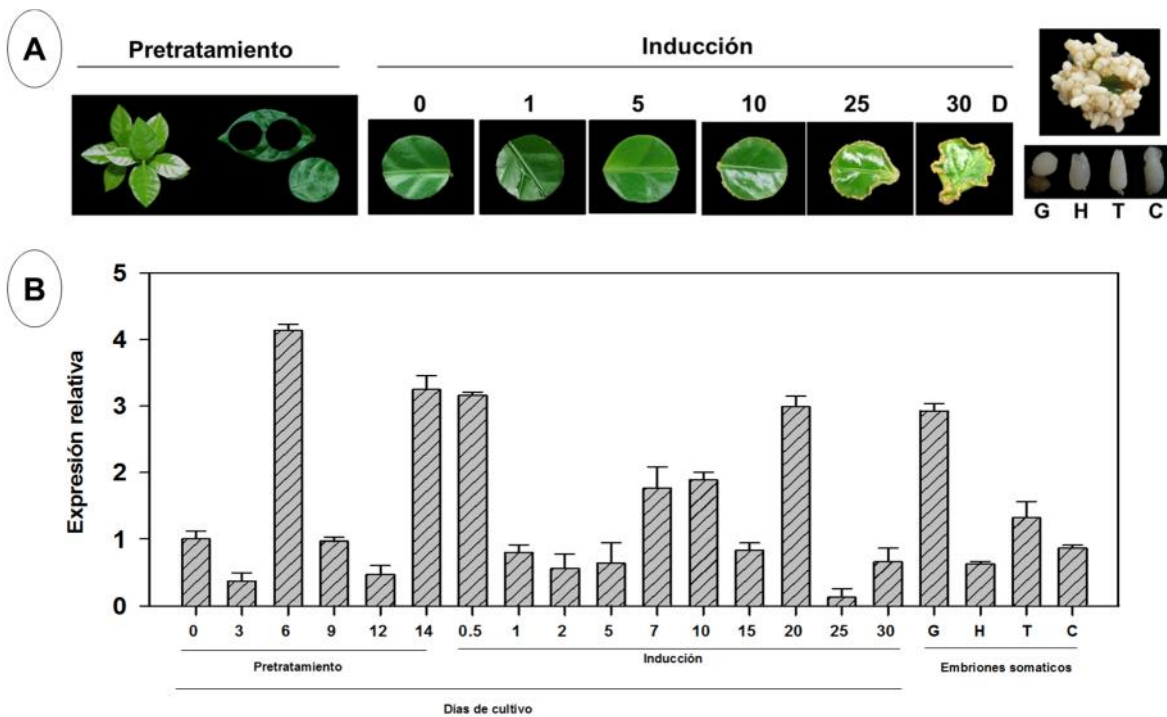 A
Pretratamiento
Inducción
0 1 5 10 25 30 D
G H T C
B
Expresión relativa
5
4
3
2
1
0
0 3 6 9 12 14 0.5 1 2 5 7 10 15 20 25 30 G H T C
Pretratamiento
Inducción
Embriones somaticos
Dias de cultivo